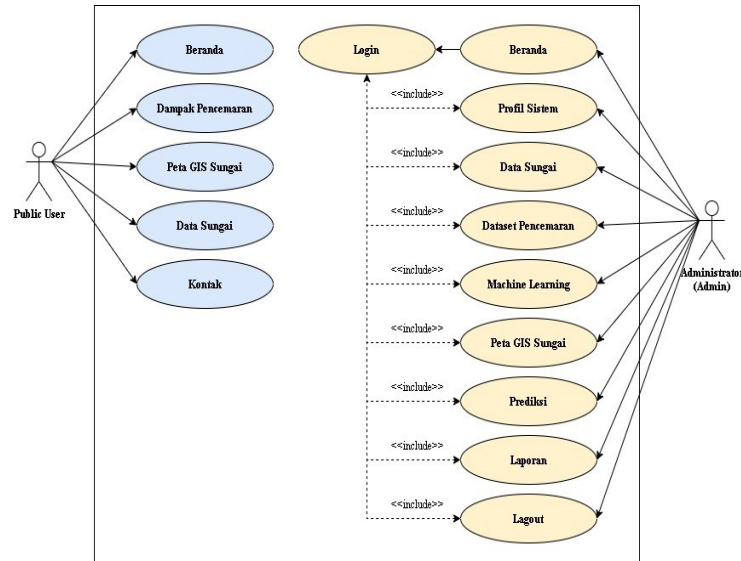 Beranda
Dampak Pencemaran
Peta GIS Sungai
Data Sungai
Kontak
Public User
Login
Beranda
<<include>>
Profil Sistem
<<include>>
Data Sungai
<<include>>
Dataset Pencemaran
<<include>>
Machine Learning
<<include>>
Peta GIS Sungai
<<include>>
Prediksi
<<include>>
Laporan
<<include>>
Lagout
Administrator
(Admin)